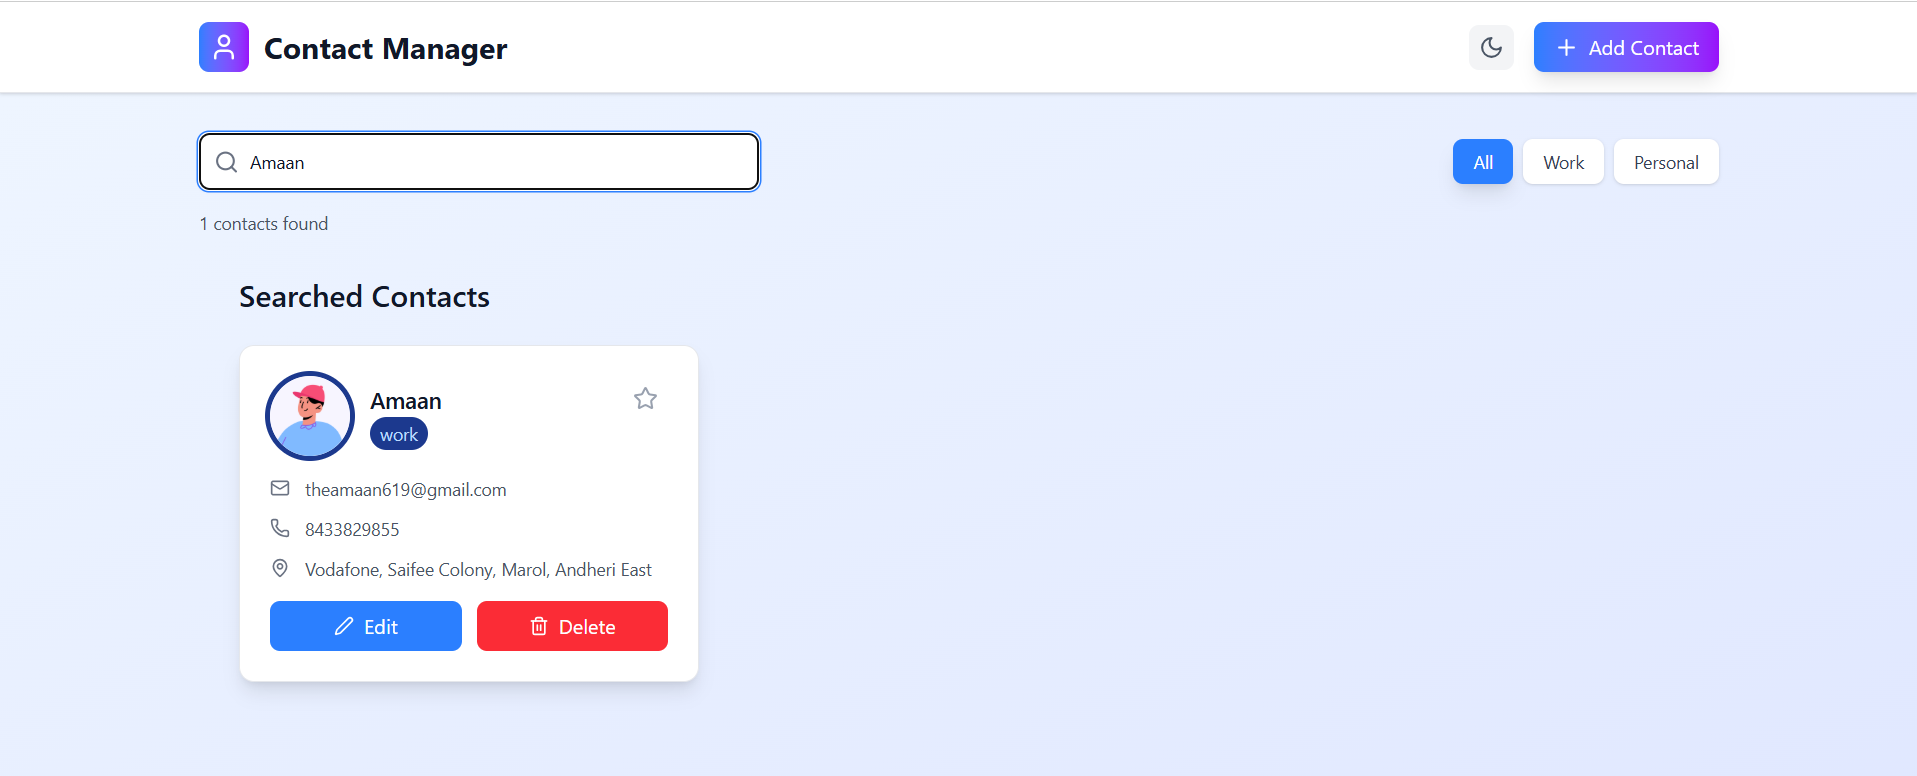 Contact Manager
Add Contact
Amaan
All
Work
Personal
1 contacts found
Searched Contacts
Amaan
work
theamaan619@gmail.com
8433829855
Vodafone, Saifee Colony, Marol, Andheri East
Edit
Delete